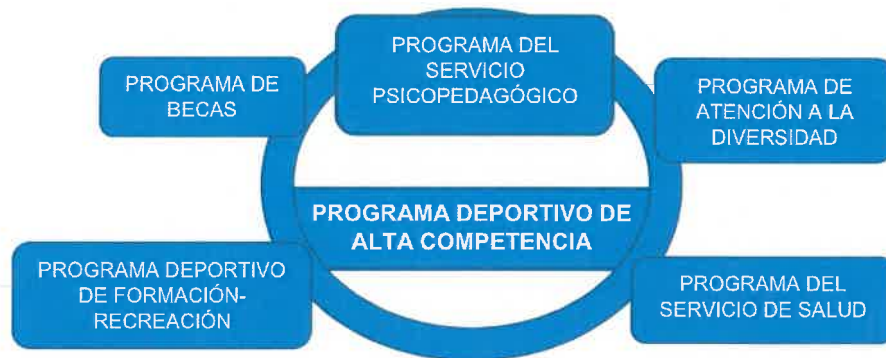 PROGRAMA DEL
SERVICIO
PSICOPEDAGÓGICO
PROGRAMA DE
BECAS
PROGRAMA DE
ATENCIÓN A LA
DIVERSIDAD
PROGRAMA DEPORTIVO DE
ALTA COMPETENCIA
PROGRAMA DEPORTIVO
DE FORMACIÓN-
RECREACIÓN
PROGRAMA DEL
SERVICIO DE SALUD